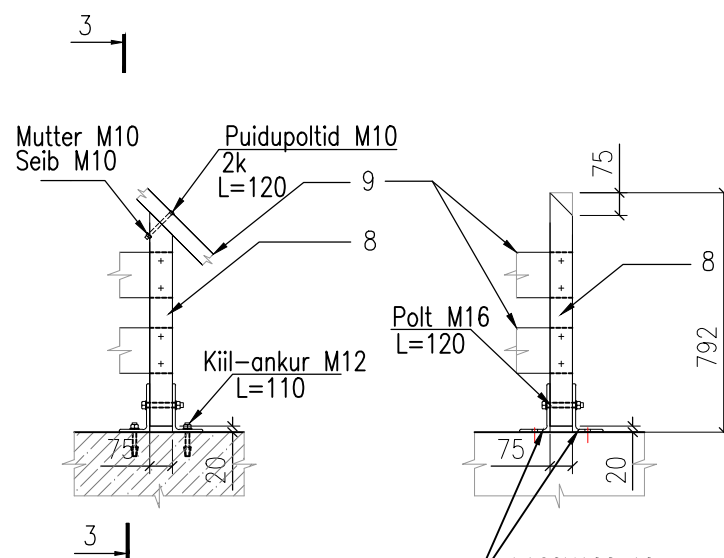 3
Mutter M10
Seib M10
Puidupoltid M10
2k
L=120
9
8
75
8
792
Polt M16
L=120
Kiil-ankur M12
L=110
75
20
75
20
3